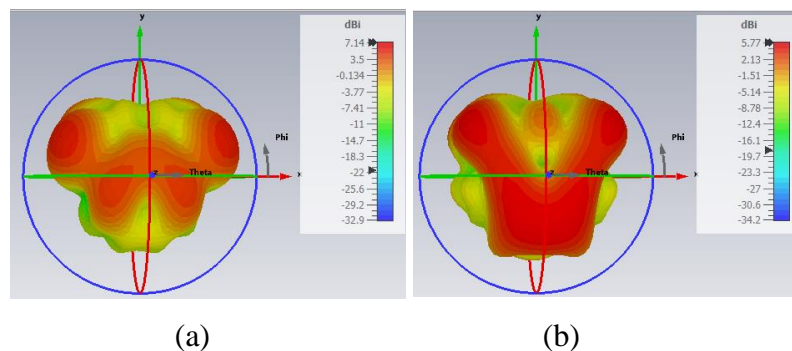 dBi
7.14
3.5
-0.134
-3.77
-7.41
-11
-14.7
-18.3
-22
-25.6
-29.2
-32.9
y
Phi
Theta
x
z
dBi
5.77
2.13
-1.51
-5.14
-8.78
-12.4
-16.1
-19.7
-23.3
-27
-30.6
-34.2
y
Phi
Theta
x
z
(a)
(b)